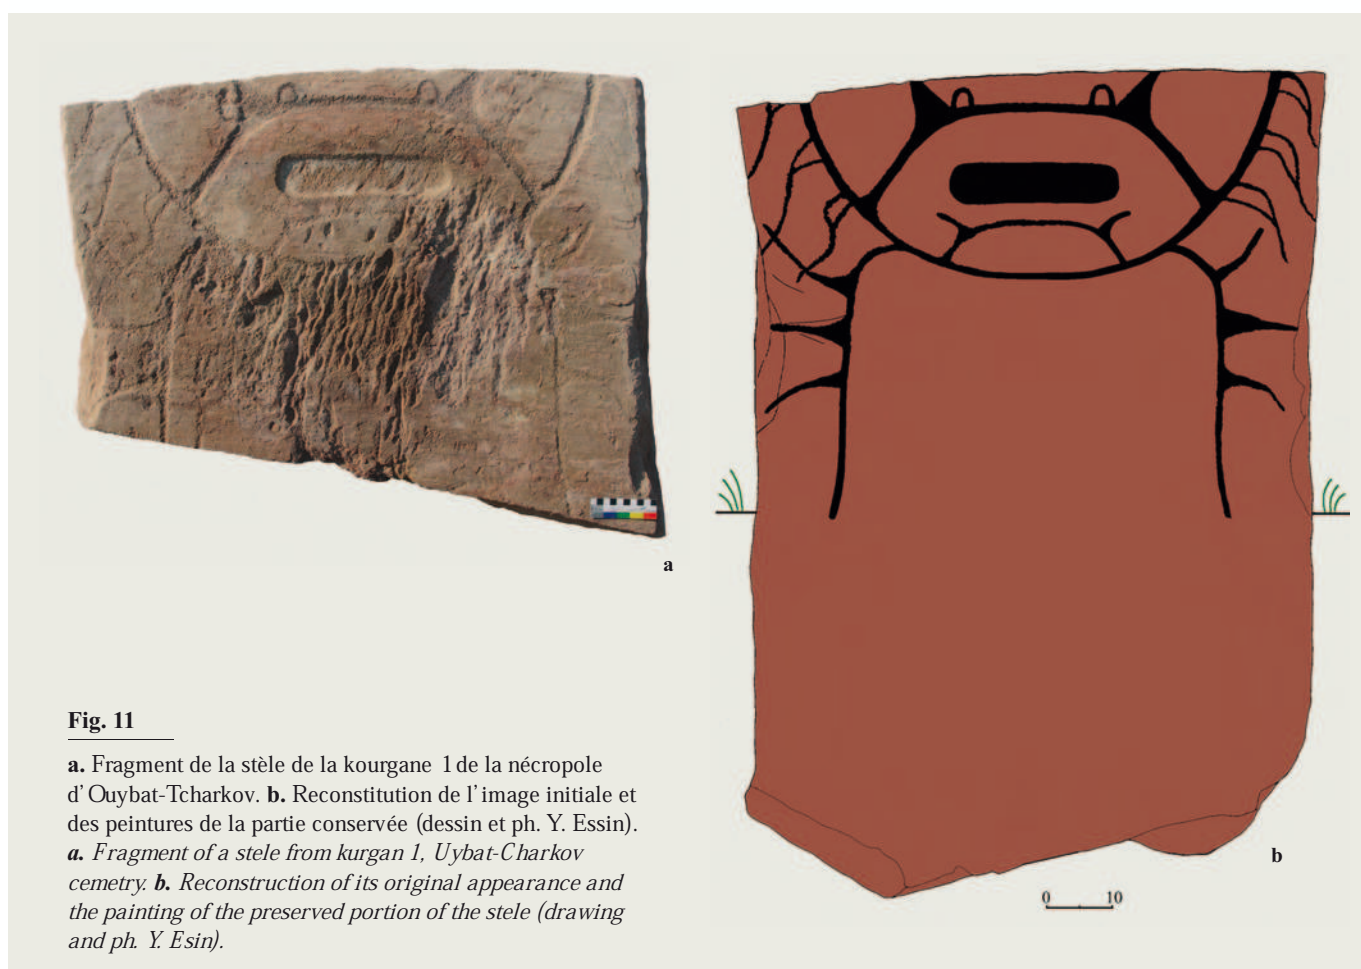 a
b
0 10
Fig. 11
a. Fragment de la stèle de la kourgane 1 de la nécropole
d'Ouybat-Tcharkov. b. Reconstitution de l'image initiale et
des peintures de la partie conservée (dessin et ph. Y. Essin).
a. Fragment of a stele from kurgan 1, Uybat-Charkov
cemetry. b. Reconstruction of its original appearance and
the painting of the preserved portion of the stele (drawing
and ph. Y. Esin).